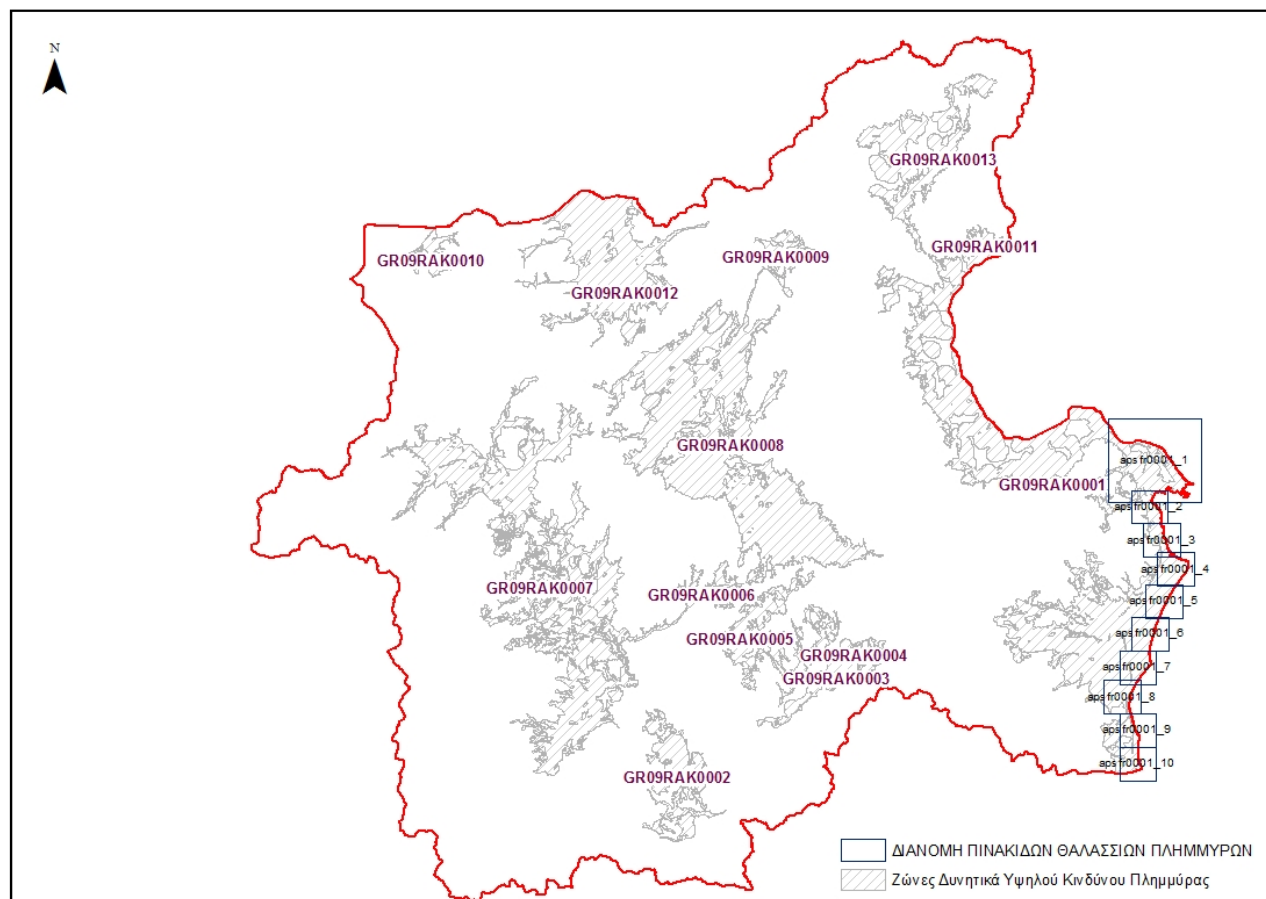 N
GR09RAK0013
GR09RAK0011
GR09RAK0009
GR09RAK0010
GR09RAK0012
GR08RAK0008
aps fr0001_1
GR09RAK0001
aps fr0001_2
aps fr0001_3
aps fr0001_4
GR09RAK0007
GR09RAK0006
aps fr0001_5
aps fr0001_6
GR09RAK0005
GR09RAK0004
aps fr0001_7
GR09RAK0003
aps fr0001_8
aps fr0001_9
aps fr0001_10
GR09RAK0002
ΔΙΑΝΟΜΗ ΠΙΝΑΚΙΔΩΝ ΘΑΛΑΣΣΙΩΝ ΠΛΗΜΜΥΡΩΝ
Ζώνες Δυνητικά Υψηλού Κινδύνου Πλημμύρας